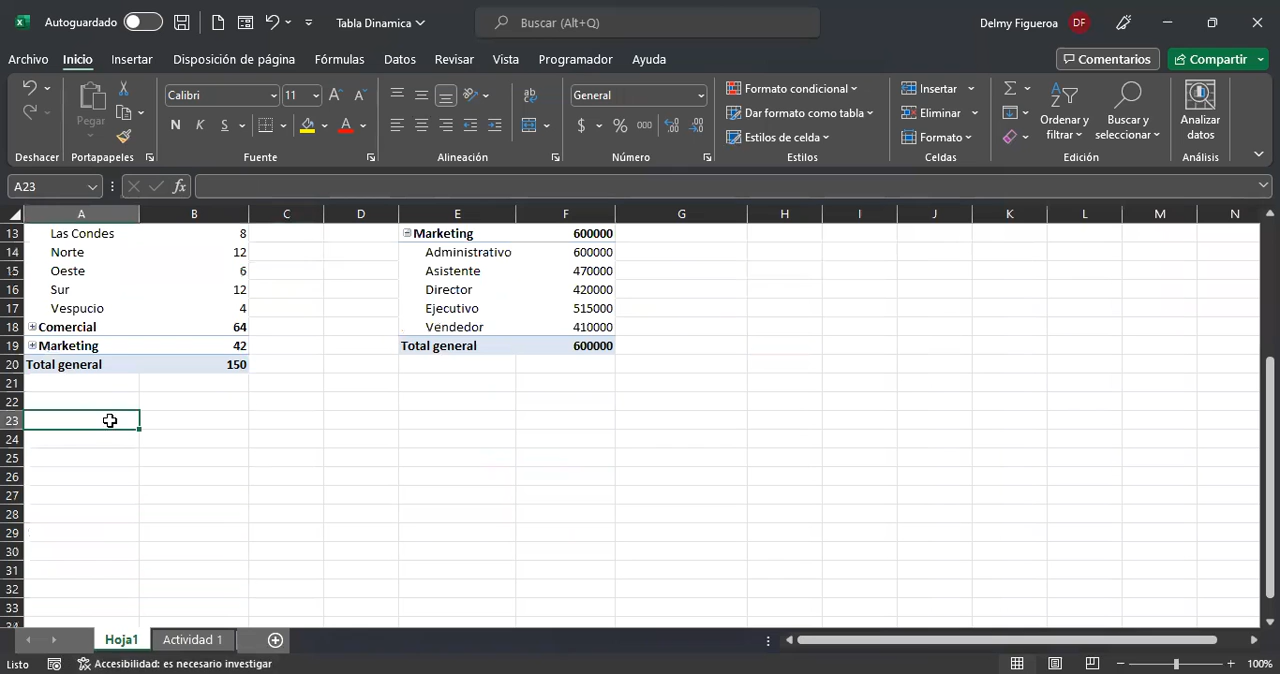 Autoguardado
Tabla Dinamica
Buscar (Alt+Q)
Delmy Figueroa
DF
Archivo Inicio Insertar Disposición de página Fórmulas Datos Revisar Vista Programador Ayuda
Comentarios
Compartir
Pegar
Calibri
11
General
N K S
$ % 000
Formato condicional
Dar formato como tabla
Estilos de celda
Insertar
Eliminar
Formato
Ordenar y
filtrar
Buscar y
seleccionar
Analizar
datos
Deshacer Portapapeles Fuente Alineación Número Estilos Celdas Edición Análisis
A23
fx
A B C D E F G H I J K L M N
13 Las Condes 8 Marketing 600000
14 Norte 12 Administrativo 600000
15 Oeste 6 Asistente 470000
16 Sur 12 Director 420000
17 Vespucio 4 Ejecutivo 515000
18 Comercial 64 Vendedor 410000
19 Marketing 42 Total general 600000
20 Total general 150
21
22
23
24
25
26
27
28
29
30
31
32
33
34
Hoja1 Actividad 1
Listo
Accesibilidad: es necesario investigar
100%